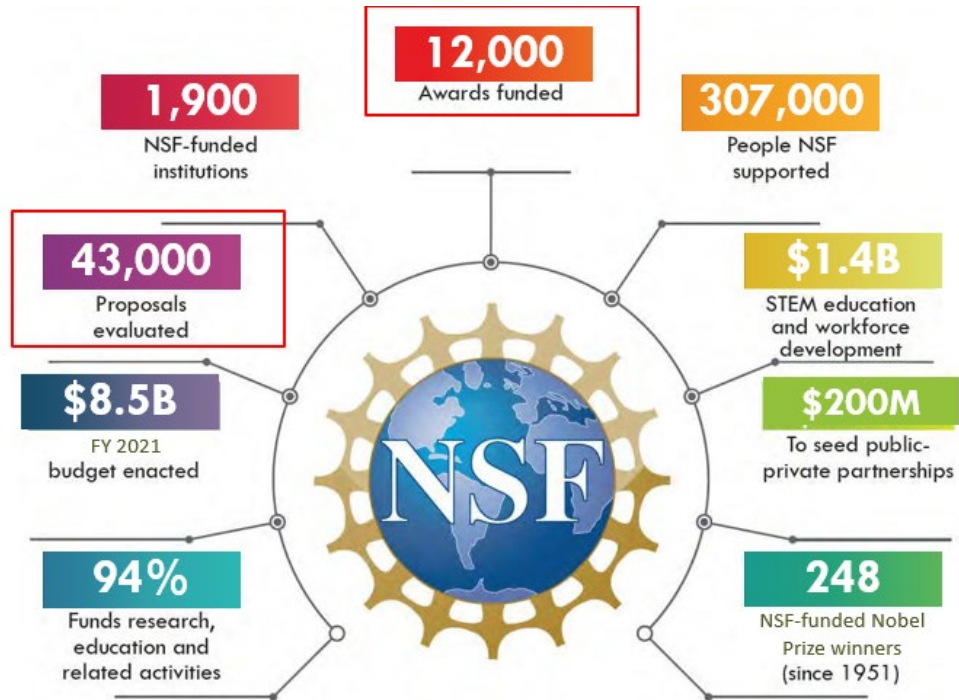 12,000
Awards funded
1,900
NSF-funded
institutions
307,000
People NSF
supported
43,000
Proposals
evaluated
$1.4B
STEM education
and workforce
development
$8.5B
FY 2021
budget enacted
$200M
To seed public-
private partnerships
NSF
94%
Funds research,
education and
related activities
248
NSF-funded Nobel
Prize winners
(since 1951)